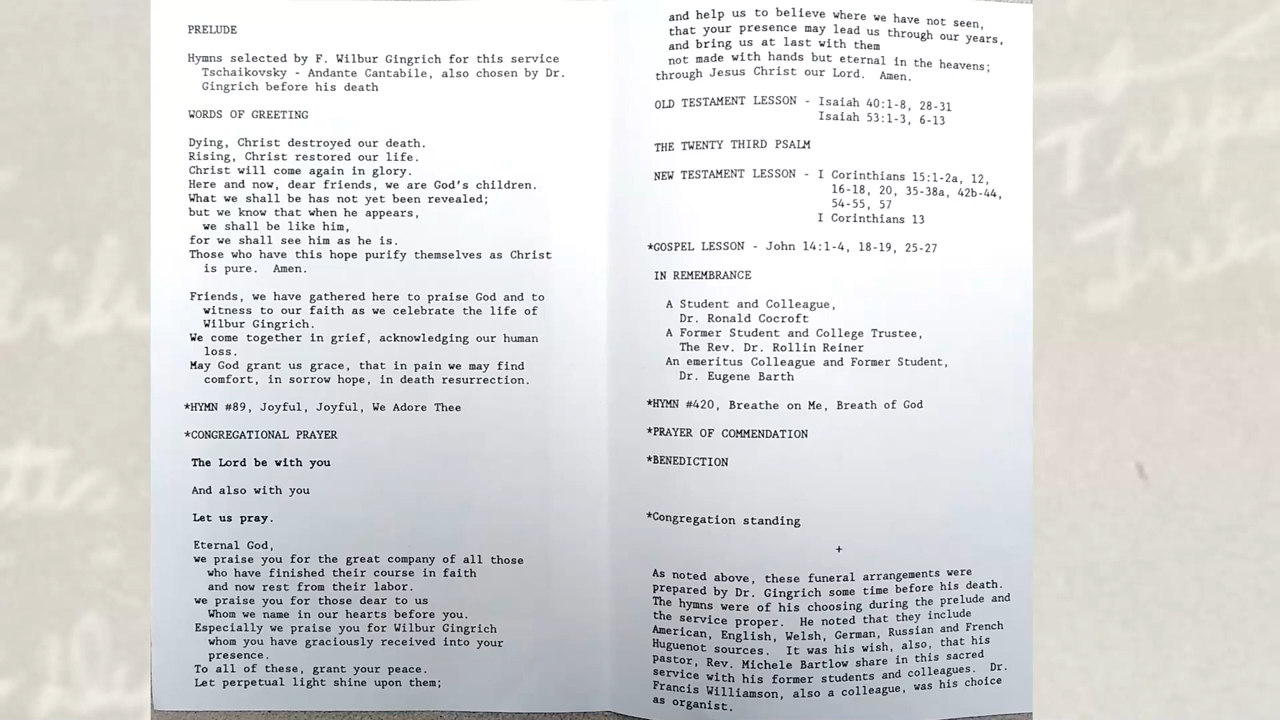 PRELUDE
Hymns selected by F. Wilbur Gingrich for this service
Tschaikovsky - Andante Cantabile, also chosen by Dr.
Gingrich before his death
WORDS OF GREETING
Dying, Christ destroyed our death.
Rising, Christ restored our life.
Christ will come again in glory.
Here and now, dear friends, we are God's children.
What we shall be has not yet been revealed;
but we know that when he appears,
we shall be like him,
for we shall see him as he is.
Those who have this hope purify themselves as Christ
is pure. Amen.
Friends, we have gathered here to praise God and to
witness to our faith as we celebrate the life of
Wilbur Gingrich.
We come together in grief, acknowledging our human
loss.
May God grant us grace, that in pain we may find
comfort, in sorrow hope, in death resurrection.
*HYMN #89, Joyful, Joyful, We Adore Thee
*CONGREGATIONAL PRAYER
The Lord be with you
And also with you
Let us pray.
Eternal God,
we praise you for the great company of all those
who have finished their course in faith
and now rest from their labor.
we praise you for those dear to us
Whom we name in our hearts before you.
Especially we praise you for Wilbur Gingrich
whom you have graciously received into your
presence.
To all of these, grant your peace.
Let perpetual light shine upon them;
and help us to believe where we have not seen,
that your presence may lead us through our years,
and bring us at last with them
not made with hands but eternal in the heavens;
through Jesus Christ our Lord. Amen.
OLD TESTAMENT LESSON - Isaiah 40:1-8, 28-31
Isaiah 53:1-3, 6-13
THE TWENTY THIRD PSALM
NEW TESTAMENT LESSON - I Corinthians 15:1-2a, 12,
16-18, 20, 35-38a, 42b-44,
54-55, 57
I Corinthians 13
*GOSPEL LESSON - John 14:1-4, 18-19, 25-27
IN REMEMBRANCE
A Student and Colleague,
Dr. Ronald Cocroft
A Former Student and College Trustee,
The Rev. Dr. Rollin Reiner
An emeritus Colleague and Former Student,
Dr. Eugene Barth
*HYMN #420, Breathe on Me, Breath of God
*PRAYER OF COMMENDATION
*BENEDICTION
*Congregation standing
+
As noted above, these funeral arrangements were
prepared by Dr. Gingrich some time before his death.
The hymns were of his choosing during the prelude and
the service proper. He noted that they include
American, English, Welsh, German, Russian and French
Huguenot sources. It was his wish, also, that his
pastor, Rev. Michele Bartlow share in this sacred
service with his former students and colleagues. Dr.
Francis Williamson, also a colleague, was his choice
as organist.